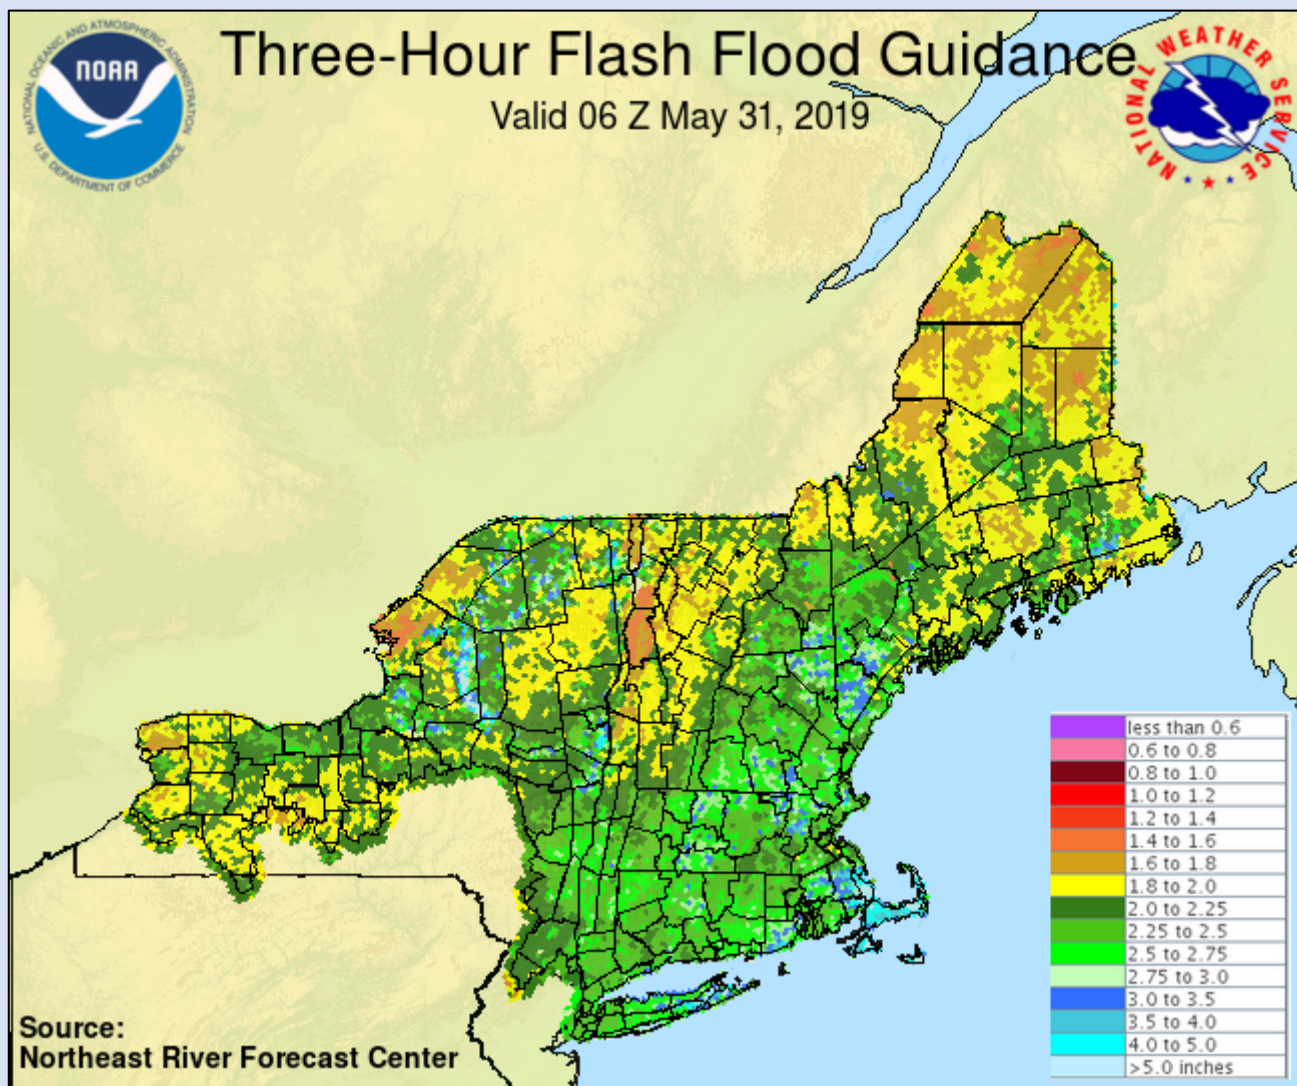 Three-Hour Flash Flood Guidance
Valid 06 Z May 31, 2019
NATIONAL OCEANIC AND ATMOSPHERIC ADMINISTRATION
NOAA
U.S. DEPARTMENT OF COMMERCE
NATIONAL WEATHER SERVICE
less than 0.6
0.6 to 0.8
0.8 to 1.0
1.0 to 1.2
1.2 to 1.4
1.4 to 1.6
1.6 to 1.8
1.8 to 2.0
2.0 to 2.25
2.25 to 2.5
2.5 to 2.75
2.75 to 3.0
3.0 to 3.5
3.5 to 4.0
4.0 to 5.0
>5.0 inches
Source:
Northeast River Forecast Center